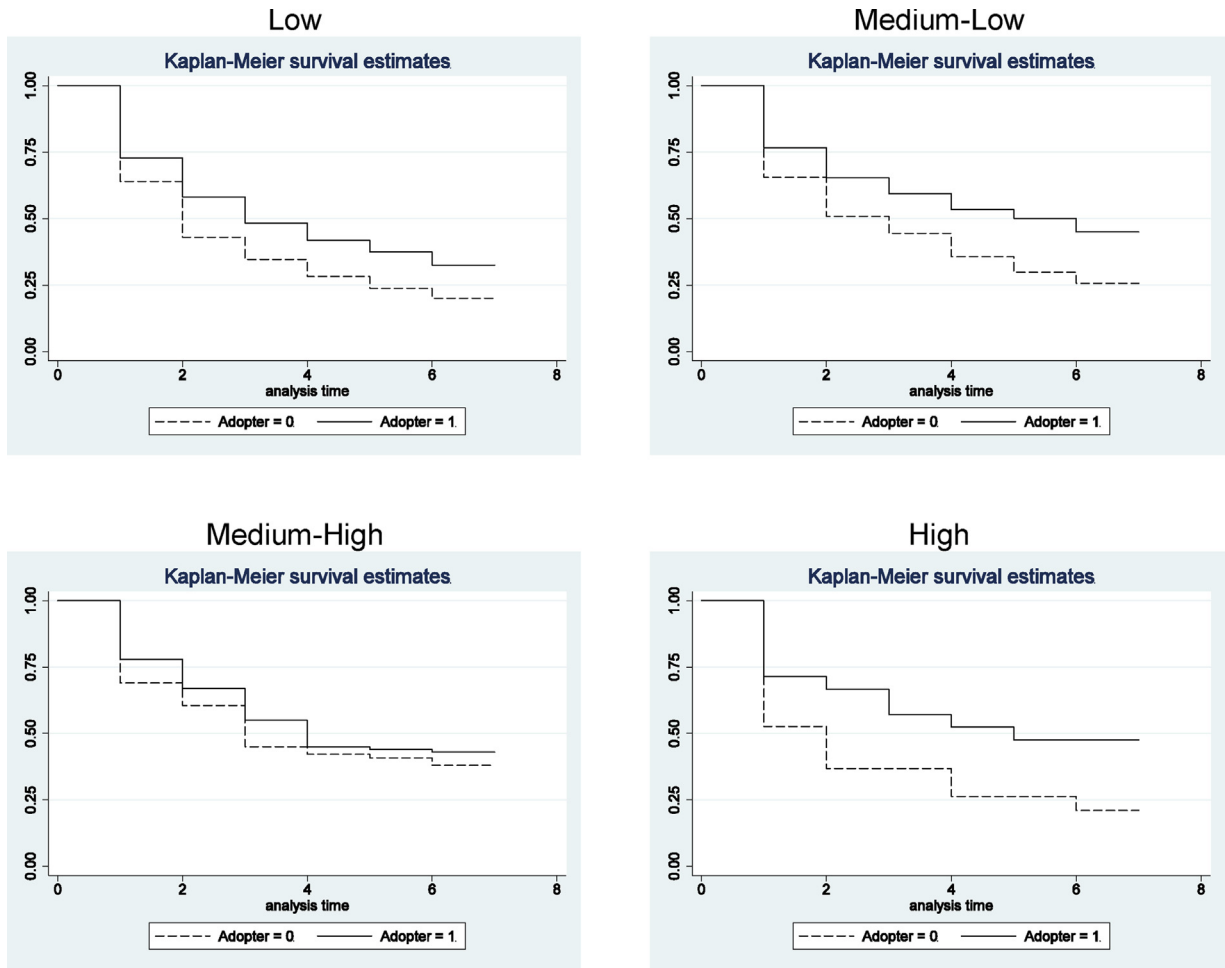 Low
Kaplan-Meier survival estimates
1.00
0.75
0.50
0.25
0.00
0 2 4 6 8
analysis time
Adopter = 0 Adopter = 1
Medium-Low
Kaplan-Meier survival estimates
1.00
0.75
0.50
0.25
0.00
0 2 4 6 8
analysis time
Adopter = 0 Adopter = 1
Medium-High
Kaplan-Meier survival estimates
1.00
0.75
0.50
0.25
0.00
0 2 4 6 8
analysis time
Adopter = 0 Adopter = 1
High
Kaplan-Meier survival estimates
1.00
0.75
0.50
0.25
0.00
0 2 4 6 8
analysis time
Adopter = 0 Adopter = 1